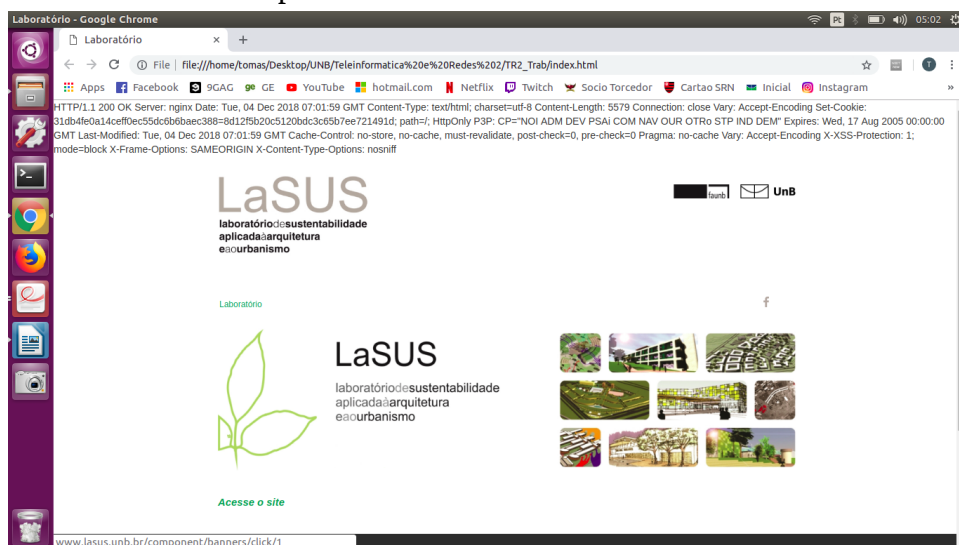 Laboratório - Google Chrome
Pt
05:02
Laboratório × +
File | file:///home/tomas/Desktop/UNB/Teleinformatica%20e%20Redes%202/TR2_Trab/index.html
T
Apps Facebook 9GAG ge GE YouTube hotmail.com Netflix Twitch Socio Torcedor Cartao SRN Inicial Instagram »
HTTP/1.1 200 OK Server: nginx Date: Tue, 04 Dec 2018 07:01:59 GMT Content-Type: text/html; charset=utf-8 Content-Length: 5579 Connection: close Vary: Accept-Encoding Set-Cookie:
31db4fe0a14ceff0ec55dc6b6baec388=8d12f5b20c5120bdc3c65b7ee721491d; path=/; HttpOnly P3P: CP="NOI ADM DEV PSAi COM NAV OUR OTRo STP IND DEM" Expires: Wed, 17 Aug 2005 00:00:00
GMT Last-Modified: Tue, 04 Dec 2018 07:01:59 GMT Cache-Control: no-store, no-cache, must-revalidate, post-check=0, pre-check=0 Pragma: no-cache Vary: Accept-Encoding X-XSS-Protection: 1;
mode=block X-Frame-Options: SAMEORIGIN X-Content-Type-Options: nosniff
LaSUS
laboratóriodesustentabilidade
aplicadaàarquitetura
eaourbanismo
faunb UnB
Laboratório
LaSUS
laboratóriodesustentabilidade
aplicadaàarquitetura
eaourbanismo
Acesse o site
www.lasus.unb.br/component/banners/click/1